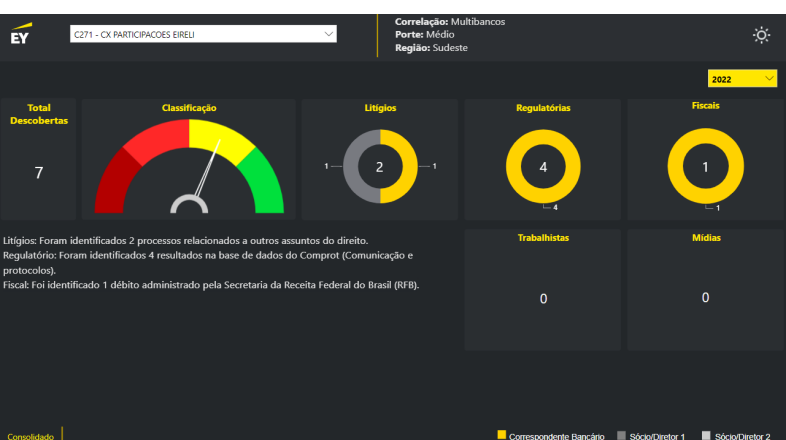 EY
C271 - CX PARTICIPACOES EIRELI
Correlação: Multibancos
Porte: Médio
Região: Sudeste
2022
Total
Descobertas
7
Classificação
Litígios
1
2
1
Regulatórias
4
4
Fiscais
1
1
Litígios: Foram identificados 2 processos relacionados a outros assuntos do direito.
Regulatório: Foram identificados 4 resultados na base de dados do Comprot (Comunicação e
protocolos).
Fiscal: Foi identificado 1 débito administrado pela Secretaria da Receita Federal do Brasil (RFB).
Trabalhistas
0
Mídias
0
Consolidado
Correspondente Bancário
Sócio/Diretor 1
Sócio/Diretor 2